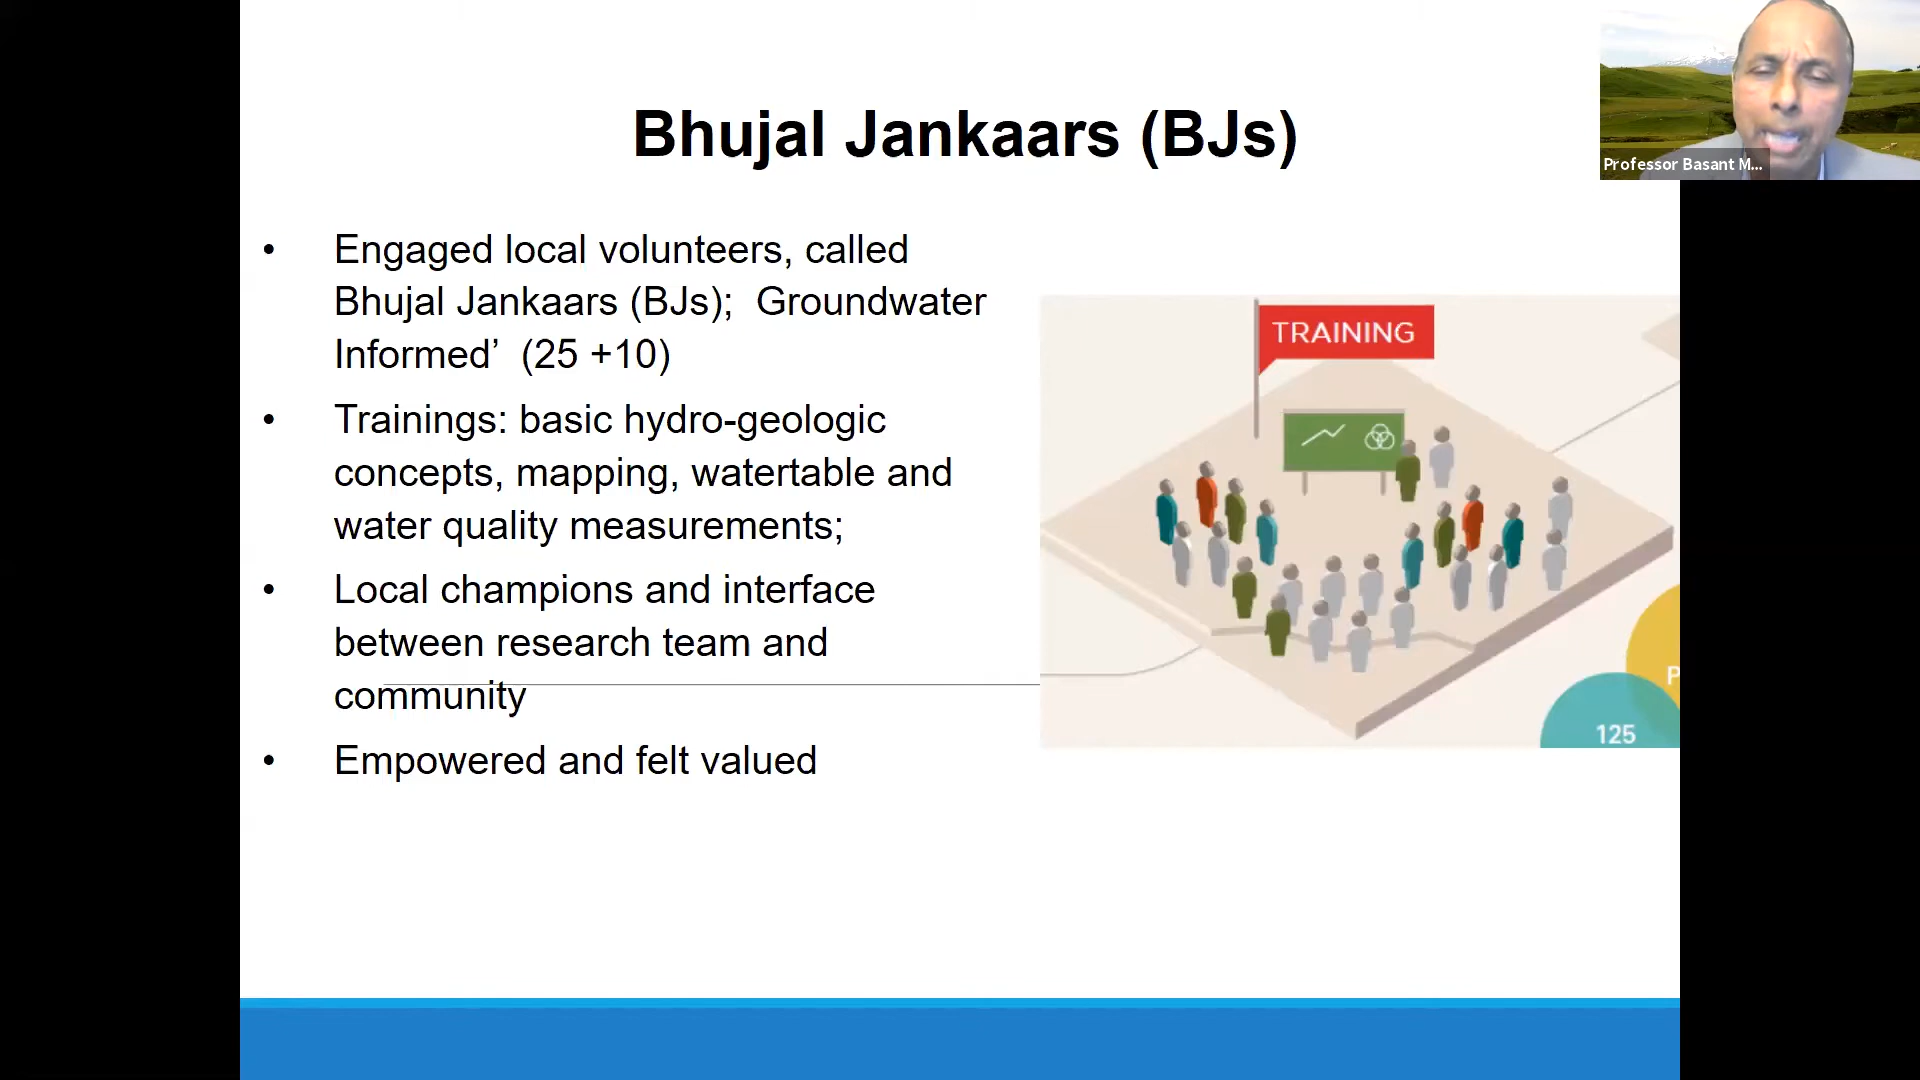 Bhujal Jankaars (BJs)
Professor Basant M...
• Engaged local volunteers, called
Bhujal Jankaars (BJs);  Groundwater
Informed’  (25 +10)
• Trainings: basic hydro-geologic
concepts, mapping, watertable and
water quality measurements;
• Local champions and interface
between research team and
community
• Empowered and felt valued
TRAINING
P
125